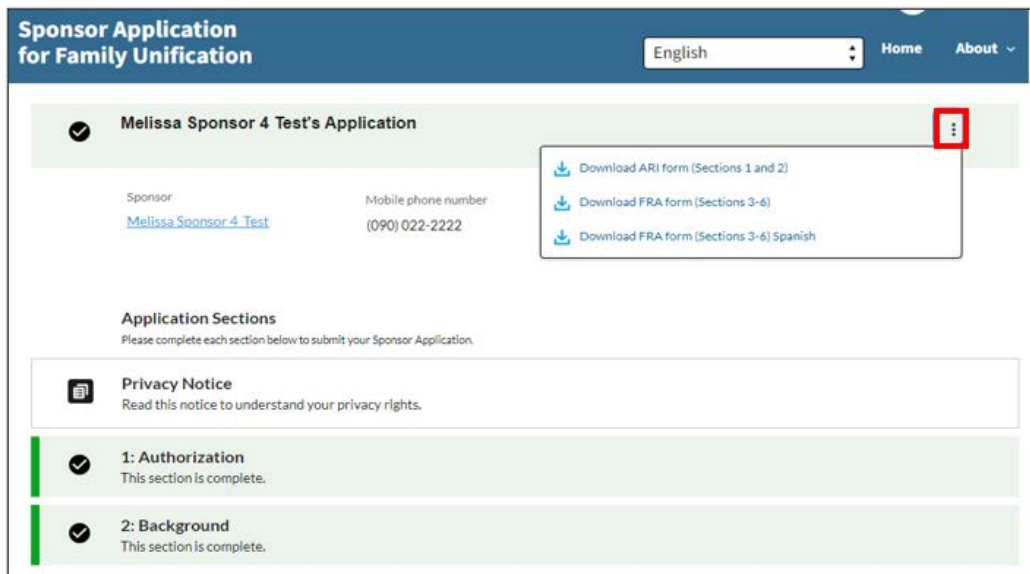 Sponsor Application
for Family Unification
English
Home
About
Melissa Sponsor 4 Test's Application
Download ARI form (Sections 1 and 2)
Download FRA form (Sections 3-6)
Download FRA form (Sections 3-6) Spanish
Sponsor
Melissa Sponsor 4 Test
Mobile phone number
(090) 022-2222
Application Sections
Please complete each section below to submit your Sponsor Application.
Privacy Notice
Read this notice to understand your privacy rights.
1: Authorization
This section is complete.
2: Background
This section is complete.